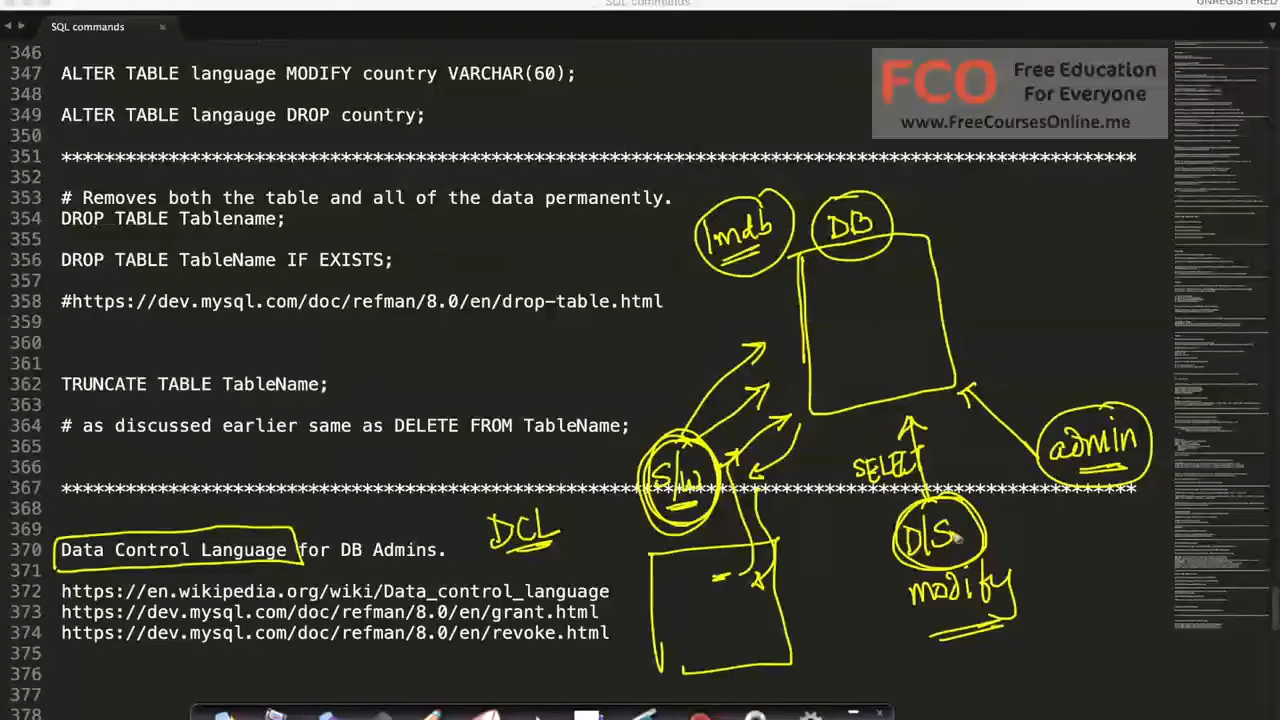 SQL commands
UNREGISTERED
SQL commands
346
347 ALTER TABLE language MODIFY country VARCHAR(60);
348
349 ALTER TABLE langauge DROP country;
350
351 ****************************************************************************************************
352
353 # Removes both the table and all of the data permanently.
354 DROP TABLE Tablename;
355
356 DROP TABLE TableName IF EXISTS;
357
358 #https://dev.mysql.com/doc/refman/8.0/en/drop-table.html
359
360
361
362 TRUNCATE TABLE TableName;
363
364 # as discussed earlier same as DELETE FROM TableName;
365
366
367 ****************************************************************************************************
368
369
370 Data Control Language for DB Admins.
371
372 https://en.wikipedia.org/wiki/Data_control_language
373 https://dev.mysql.com/doc/refman/8.0/en/grant.html
374 https://dev.mysql.com/doc/refman/8.0/en/revoke.html
375
376
377
378
FCO Free Education
For Everyone
www.FreeCoursesOnline.me
Imdb
DB
admin
SELECT
S/W
DCL
D/S
modify